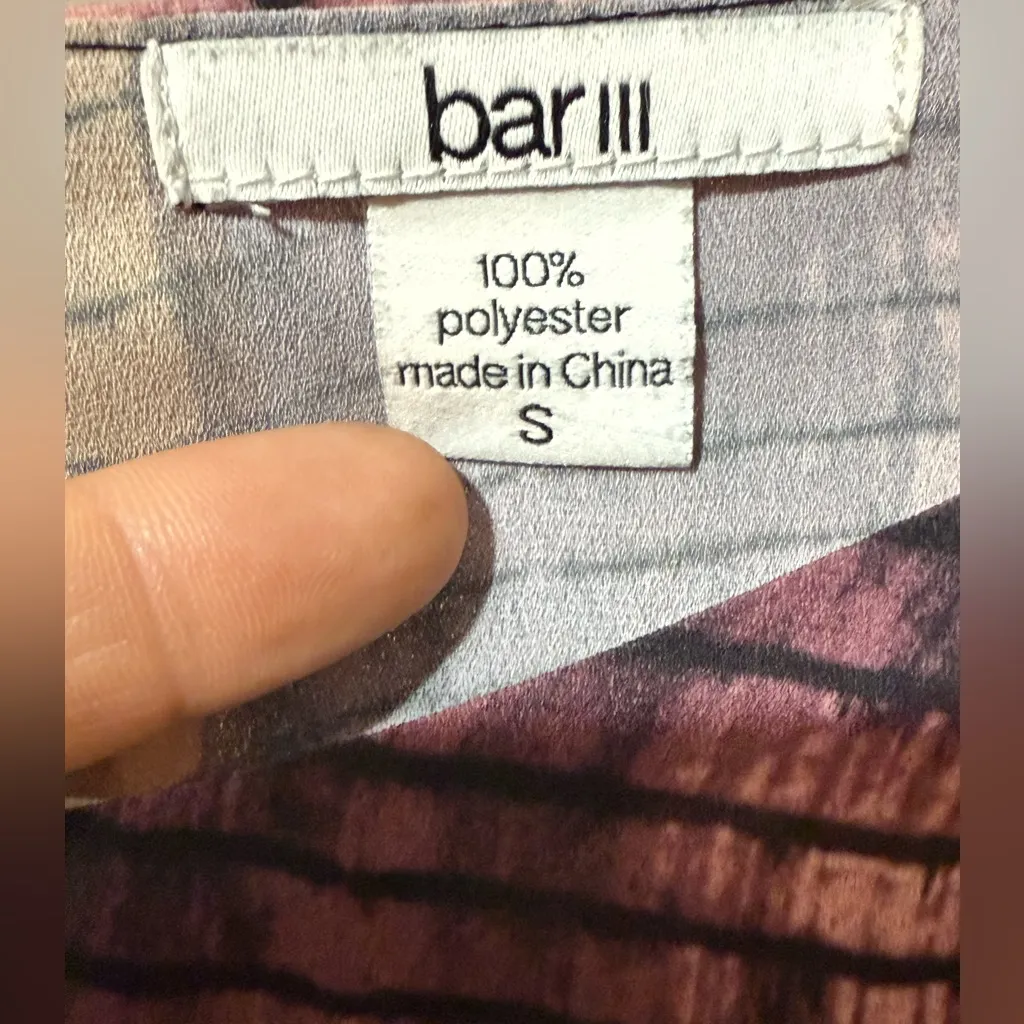 bar III
100%
polyester
made in China
S